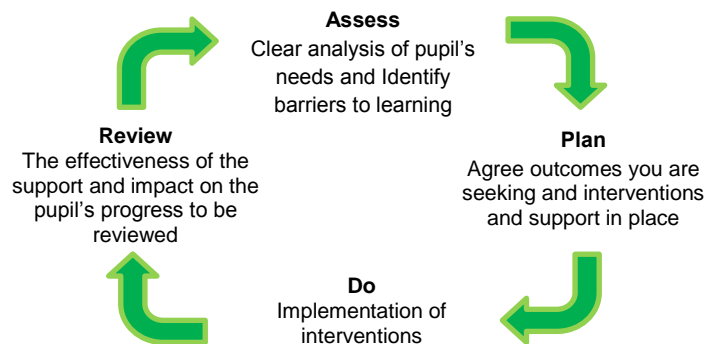 Assess
Clear analysis of pupil's
needs and Identify
barriers to learning
Plan
Agree outcomes you are
seeking and interventions
and support in place
Do
Implementation of
interventions
Review
The effectiveness of the
support and impact on the
pupil's progress to be
reviewed